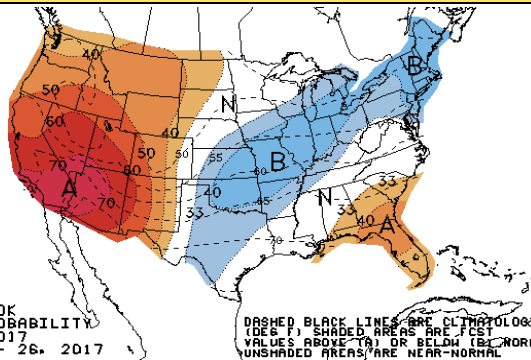 40
50
60
N
B
40
50
50
55
70
60
B
60
A
70
40
65
33
N
33
33
40
A
70
OK
OBABILITY
017
26, 2017
DASHED BLACK LINES ARE CLIMATOLOG
(DEG F) SHADED AREAS ARE FCST
VALUES ABOVE (A) OR BELOW (B) NOR
UNSHADED AREAS ARE NEAR-NORMAL